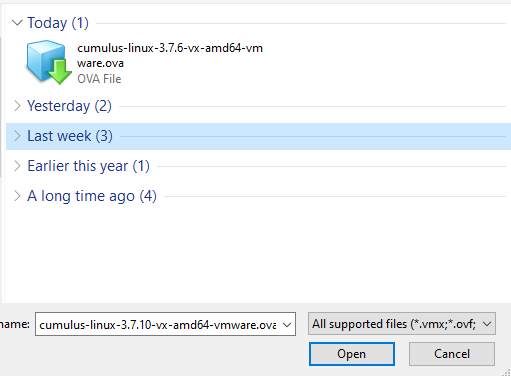 Today (1)
cumulus-linux-3.7.6-vx-amd64-vm
ware.ova
OVA File
Yesterday (2)
Last week (3)
Earlier this year (1)
A long time ago (4)
name: cumulus-linux-3.7.10-vx-amd64-vmware.ova All supported files (*.vmx;*.ovf;
Open Cancel